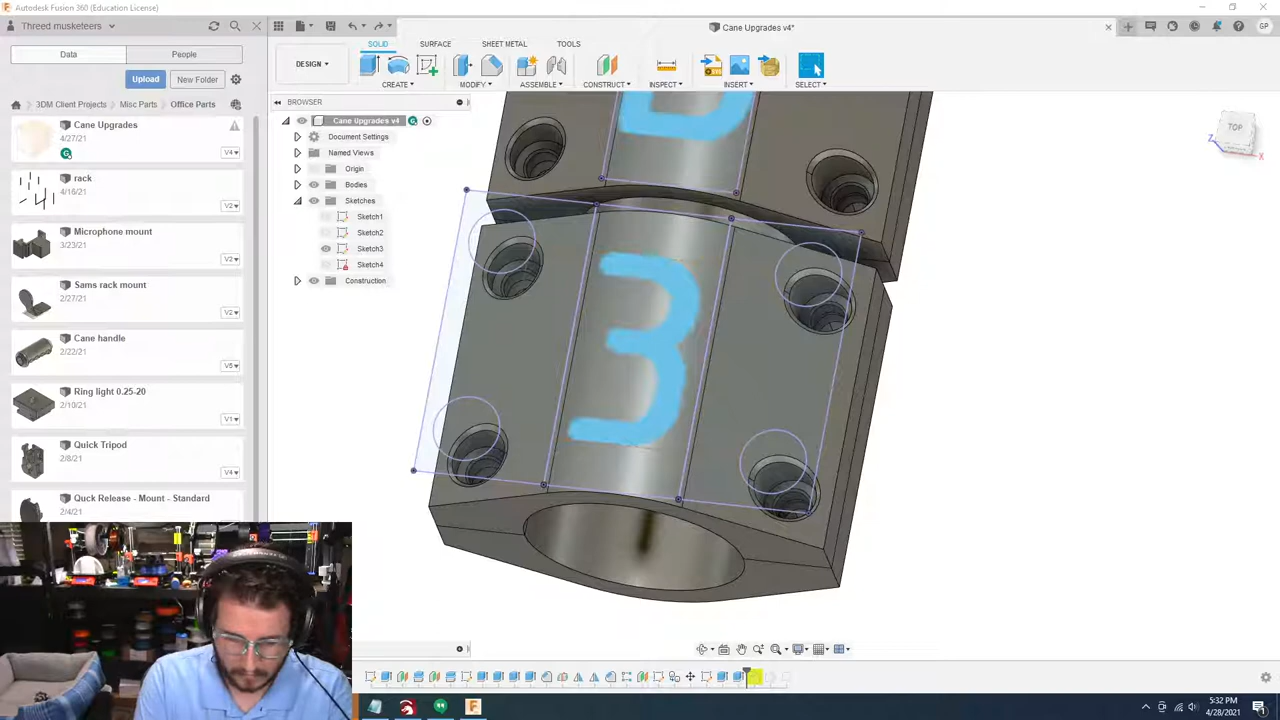 Autodesk Fusion 360 (Education License)
Threed musketeers
Cane Upgrades v4*
GP
Data
People
Upload
New Folder
3DM Client Projects
Misc Parts
Office Parts
Cane Upgrades
4/27/21
G
V4
rack
4/16/21
V2
Microphone mount
3/23/21
V2
Sams rack mount
2/27/21
V2
Cane handle
2/22/21
V5
Ring light 0.25-20
2/10/21
V1
Quick Tripod
2/8/21
V4
Quck Release - Mount - Standard
2/4/21
DESIGN
SOLID
SURFACE
SHEET METAL
TOOLS
CREATE
MODIFY
ASSEMBLE
CONSTRUCT
INSPECT
INSERT
SELECT
BROWSER
Cane Upgrades v4
G
Document Settings
Named Views
Origin
Bodies
Sketches
Sketch1
Sketch2
Sketch3
Sketch4
Construction
3
TOP
Z
X
5:32 PM
4/28/2021